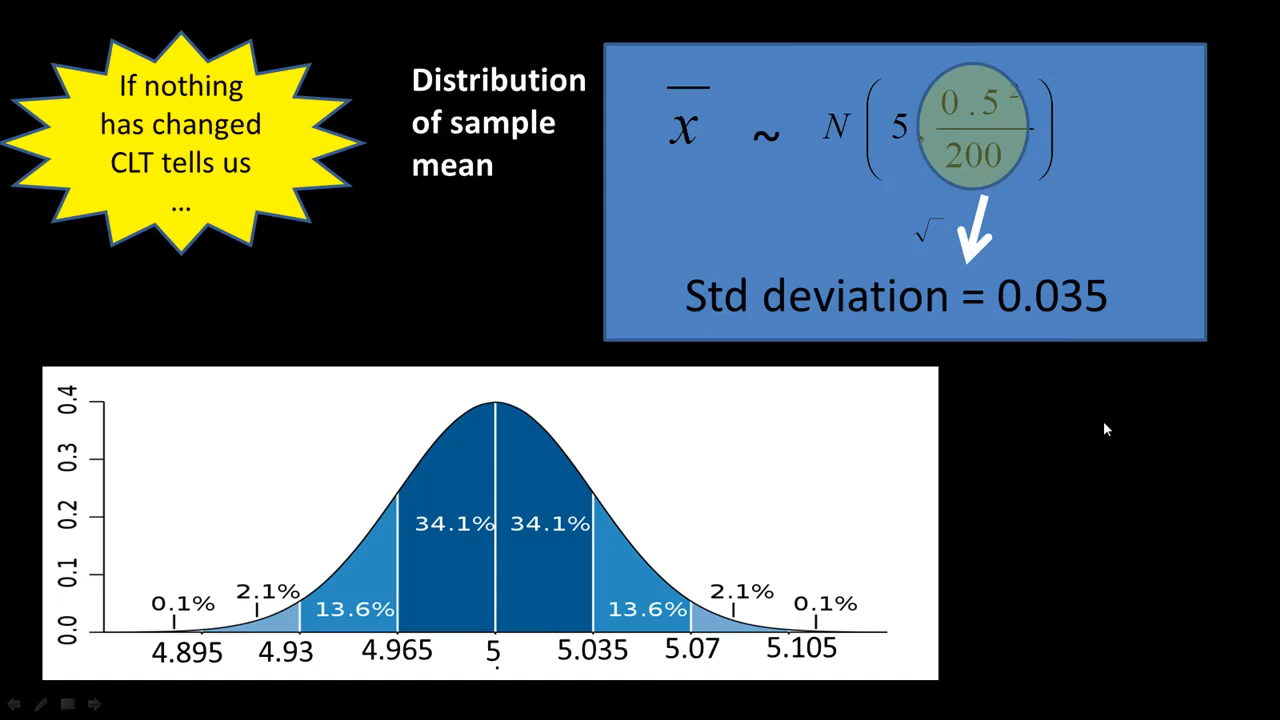 If nothing
has changed
CLT tells us
...
Distribution
of sample
mean
x ~ N ( 5 , 0.5 2 / 200 )
√
Std deviation = 0.035
0.4
0.3
0.2
0.1
0.0
34.1% 34.1%
0.1% 2.1% 13.6% 13.6% 2.1% 0.1%
4.895 4.93 4.965 5 5.035 5.07 5.105